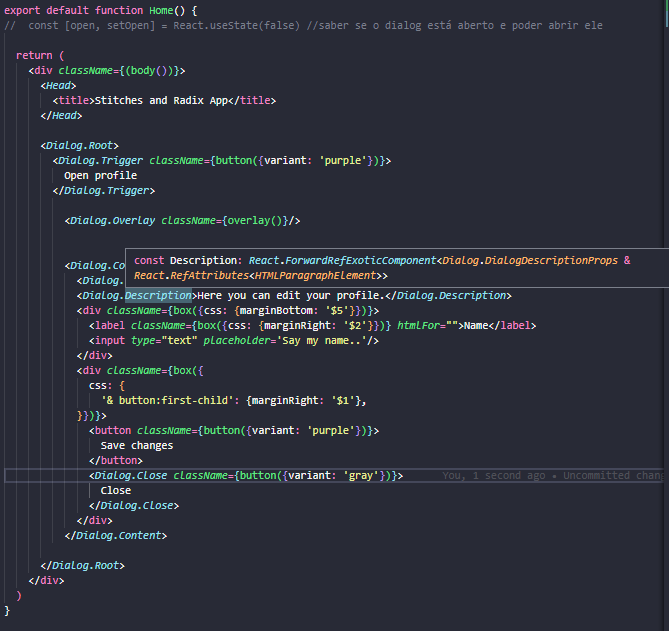 export default function Home() {
//  const [open, setOpen] = React.useState(false) //saber se o dialog está aberto e poder abrir ele
return (
<div className={(body())}>
<Head>
<title>Stitches and Radix App</title>
</Head>
<Dialog.Root>
<Dialog.Trigger className={button({variant: 'purple'})}>
Open profile
</Dialog.Trigger>
<Dialog.Overlay className={overlay()}/>
const Description: React.ForwardRefExoticComponent<Dialog.DialogDescriptionProps &
<Dialog.Co
React.RefAttributes<HTMLParagraphElement>>
<Dialog.
<Dialog.Description>Here you can edit your profile.</Dialog.Description>
<div className={box({css: {marginBottom: '$5'}})}>
<label className={box({css: {marginRight: '$2'}})} htmlFor="">Name</label>
<input type="text" placeholder='Say my name..'/>
</div>
<div className={box({
css: {
'& button:first-child': {marginRight: '$1'},
}})}>
<button className={button({variant: 'purple'})}>
Save changes
</button>
<Dialog.Close className={button({variant: 'gray'})}> You, 1 second ago • Uncommitted chan
Close
</Dialog.Close>
</div>
</Dialog.Content>
</Dialog.Root>
</div>
)
}